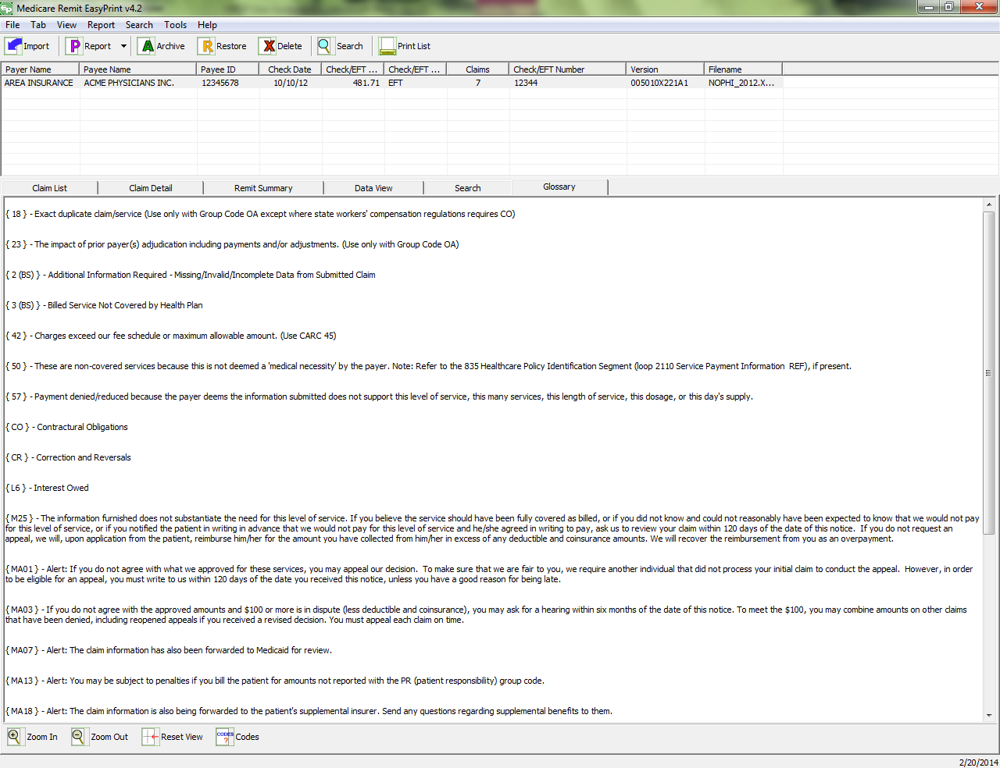 EP Medicare Remit EasyPrint v4.2
File Tab View Report Search Tools Help
Import P Report A Archive R Restore X Delete Search Print List
Payer Name Payee Name Payee ID Check Date Check/EFT ... Check/EFT ... Claims Check/EFT Number Version Filename
AREA INSURANCE ACME PHYSICIANS INC. 12345678 10/10/12 481.71 EFT 7 12344 005010X221A1 NOPHI_2012.X...
Claim List Claim Detail Remit Summary Data View Search Glossary
{ 18 } - Exact duplicate claim/service (Use only with Group Code OA except where state workers' compensation regulations requires CO)
{ 23 } - The impact of prior payer(s) adjudication including payments and/or adjustments. (Use only with Group Code OA)
{ 2 (BS) } - Additional Information Required - Missing/Invalid/Incomplete Data from Submitted Claim
{ 3 (BS) } - Billed Service Not Covered by Health Plan
{ 42 } - Charges exceed our fee schedule or maximum allowable amount. (Use CARC 45)
{ 50 } - These are non-covered services because this is not deemed a 'medical necessity' by the payer. Note: Refer to the 835 Healthcare Policy Identification Segment (loop 2110 Service Payment Information  REF), if present.
{ 57 } - Payment denied/reduced because the payer deems the information submitted does not support this level of service, this many services, this length of service, this dosage, or this day's supply.
{ CO } - Contractural Obligations
{ CR } - Correction and Reversals
{ L6 } - Interest Owed
{ M25 } - The information furnished does not substantiate the need for this level of service. If you believe the service should have been fully covered as billed, or if you did not know and could not reasonably have been expected to know that we would not pay
for this level of service, or if you notified the patient in writing in advance that we would not pay for this level of service and he/she agreed in writing to pay, ask us to review your claim within 120 days of the date of this notice.  If you do not request an
appeal, we will, upon application from the patient, reimburse him/her for the amount you have collected from him/her in excess of any deductible and coinsurance amounts. We will recover the reimbursement from you as an overpayment.
{ MA01 } - Alert: If you do not agree with what we approved for these services, you may appeal our decision.  To make sure that we are fair to you, we require another individual that did not process your initial claim to conduct the appeal.  However, in order
to be eligible for an appeal, you must write to us within 120 days of the date you received this notice, unless you have a good reason for being late.
{ MA03 } - If you do not agree with the approved amounts and $100 or more is in dispute (less deductible and coinsurance), you may ask for a hearing within six months of the date of this notice. To meet the $100, you may combine amounts on other claims
that have been denied, including reopened appeals if you received a revised decision. You must appeal each claim on time.
{ MA07 } - Alert: The claim information has also been forwarded to Medicaid for review.
{ MA13 } - Alert: You may be subject to penalties if you bill the patient for amounts not reported with the PR (patient responsibility) group code.
{ MA18 } - Alert: The claim information is also being forwarded to the patient's supplemental insurer. Send any questions regarding supplemental benefits to them.
Zoom In Zoom Out Reset View CODES ? Codes
2/20/2014